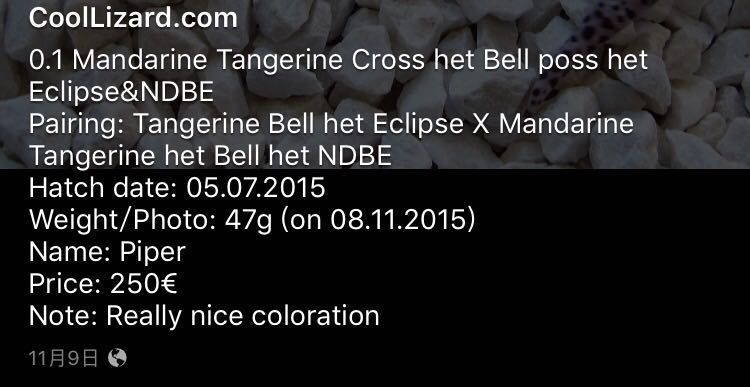 CoolLizard.com
0.1 Mandarine Tangerine Cross het Bell poss het
Eclipse&NDBE
Pairing: Tangerine Bell het Eclipse X Mandarine
Tangerine het Bell het NDBE
Hatch date: 05.07.2015
Weight/Photo: 47g (on 08.11.2015)
Name: Piper
Price: 250€
Note: Really nice coloration
11月9日